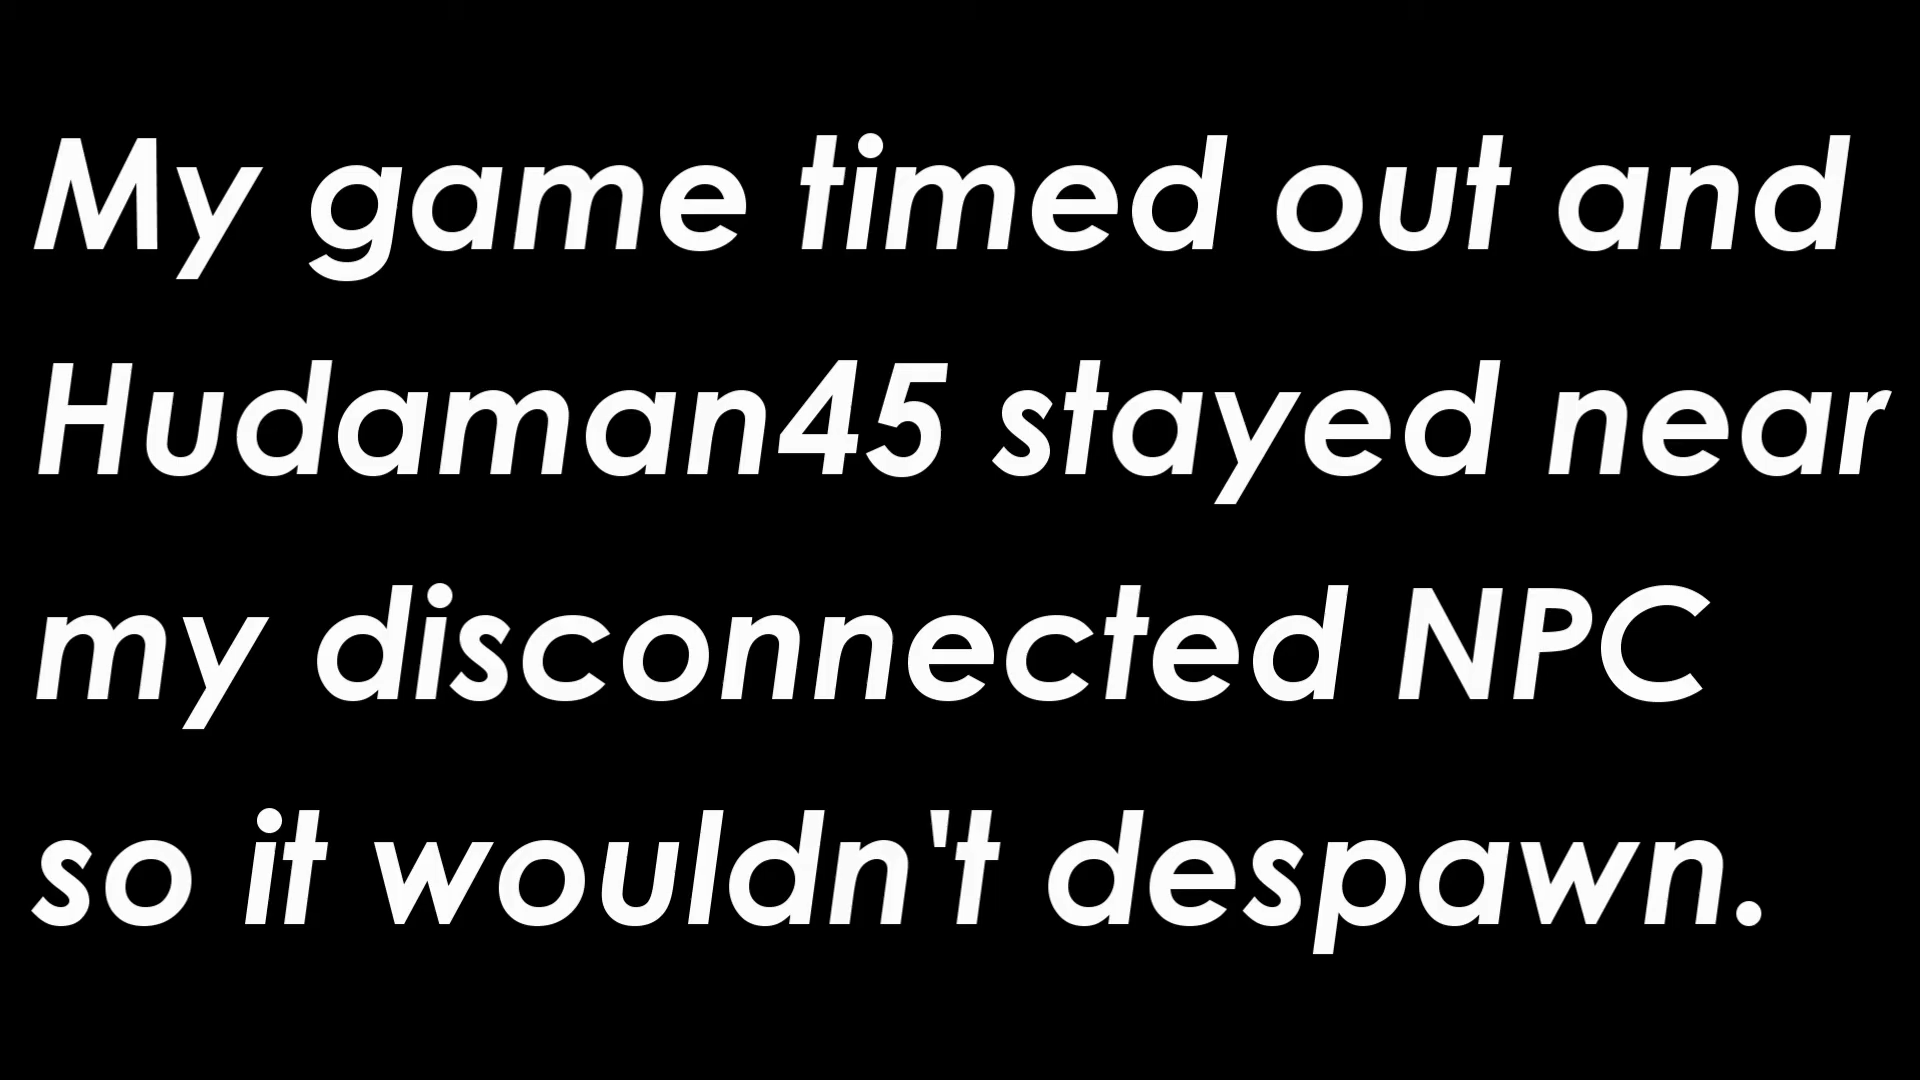 My game timed out and
Hudaman45 stayed near
my disconnected NPC
so it wouldn't despawn.